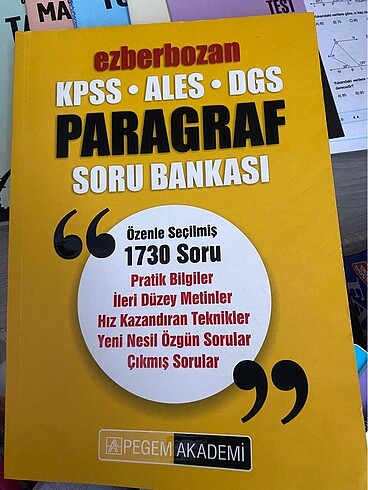 TEST
ezberbozan
KPSS • ALES • DGS
PARAGRAF
SORU BANKASI
Özenle Seçilmiş
1730 Soru
Pratik Bilgiler
İleri Düzey Metinler
Hız Kazandıran Teknikler
Yeni Nesil Özgün Sorular
Çıkmış Sorular
PEGEM AKADEMİ